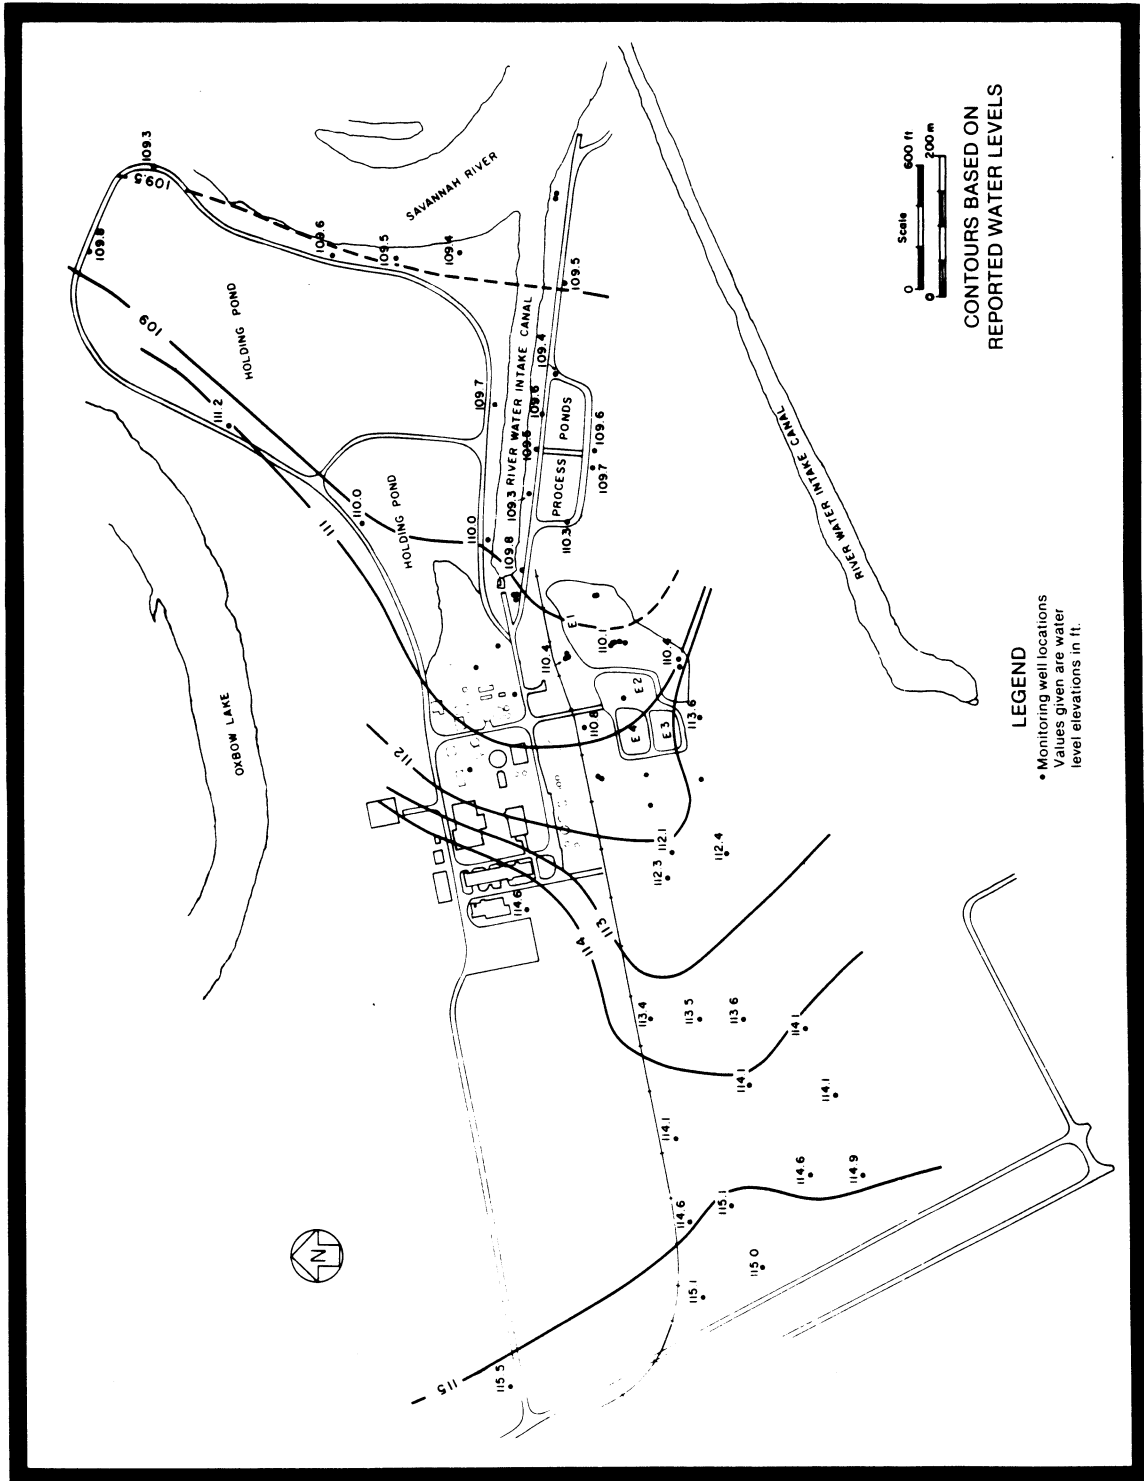 109.3
109.5
109.8
SAVANNAH RIVER
109.6
109.5
109.4
109
HOLDING POND
111.2
109.5
RIVER WATER INTAKE CANAL
109.4
109.7
109.6
PONDS
109.6
PROCESS
109.7
109.3
110.3
110.0
HOLDING POND
111
110.0
109.8
E1
110.1
110.4
110.4
E2
E4
E3
113.6
110.8
OXBOW LAKE
112
112.1
112.3
112.4
114.6
113
114
113.4
113.5
113.6
114.1
114.1
114.1
114.1
114.6
114.9
114.6
115.1
115.0
115.1
115
115.5
N
RIVER WATER INTAKE CANAL
Scale
0
600 ft
0
200 m
CONTOURS BASED ON
REPORTED WATER LEVELS
LEGEND
• Monitoring well locations
Values given are water
level elevations in ft.